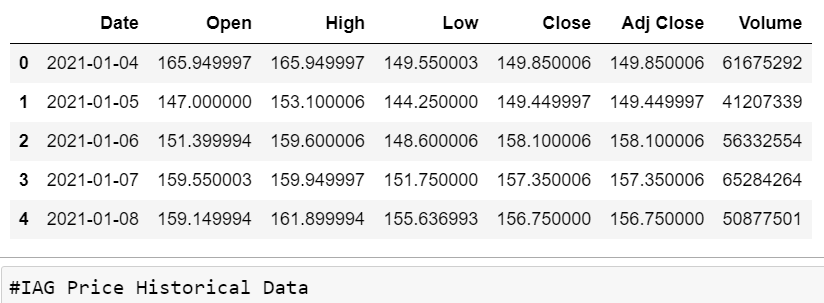 Date Open High Low Close Adj Close Volume
0 2021-01-04 165.949997 165.949997 149.550003 149.850006 149.850006 61675292
1 2021-01-05 147.000000 153.100006 144.250000 149.449997 149.449997 41207339
2 2021-01-06 151.399994 159.600006 148.600006 158.100006 158.100006 56332554
3 2021-01-07 159.550003 159.949997 151.750000 157.350006 157.350006 65284264
4 2021-01-08 159.149994 161.899994 155.636993 156.750000 156.750000 50877501
#IAG Price Historical Data